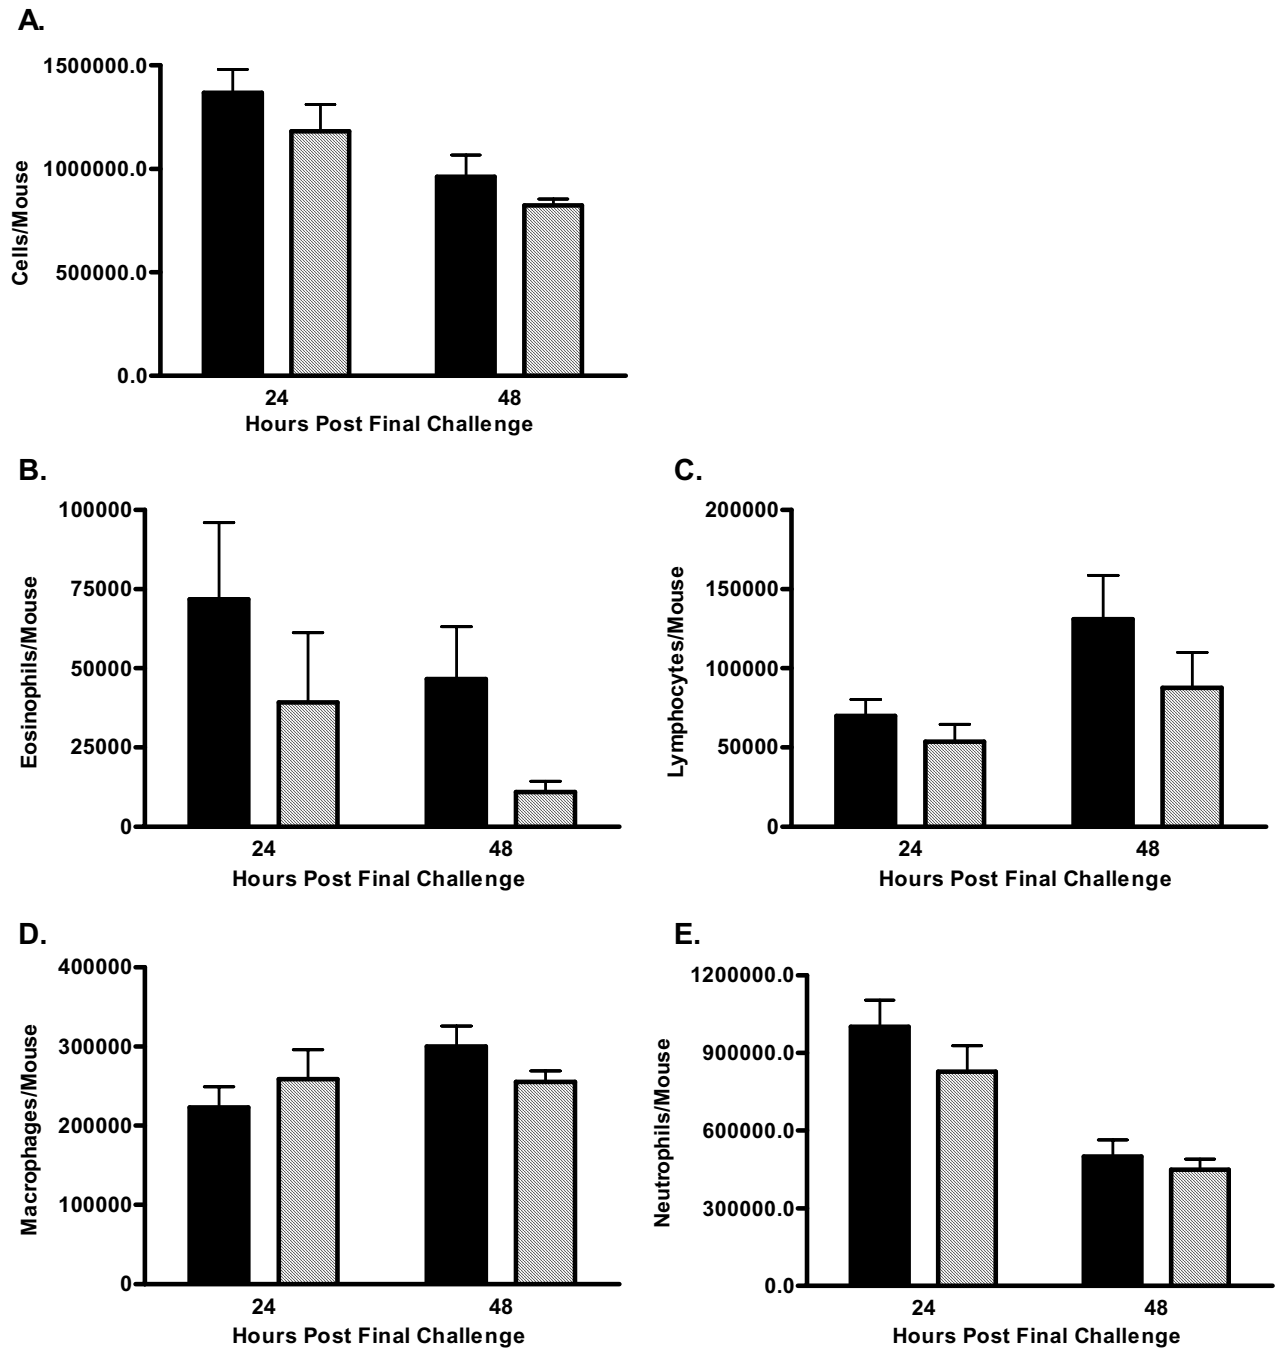 A.
Cells/Mouse
1500000.0
1000000.0
500000.0
0.0
24 48
Hours Post Final Challenge
B.
Eosinophils/Mouse
100000
75000
50000
25000
0
24 48
Hours Post Final Challenge
C.
Lymphocytes/Mouse
200000
150000
100000
50000
0
24 48
Hours Post Final Challenge
D.
Macrophages/Mouse
400000
300000
200000
100000
0
24 48
Hours Post Final Challenge
E.
Neutrophils/Mouse
1200000.0
900000.0
600000.0
300000.0
0.0
24 48
Hours Post Final Challenge